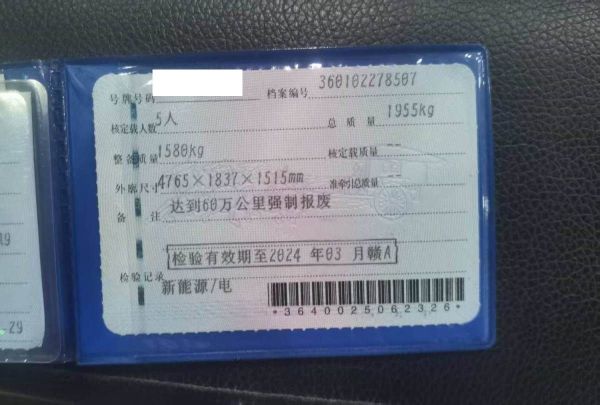 号牌号码 档案编号 360102278507
核定载人数 5人 总质量 1955kg
整备质量 1580kg 核定载质量 --
外廓尺寸 4765×1837×1515mm 准牵引总质量 --
备注 达到60万公里强制报废
检验有效期至2024 年03 月赣A
检验记录 新能源/电
*3640025062326*
29